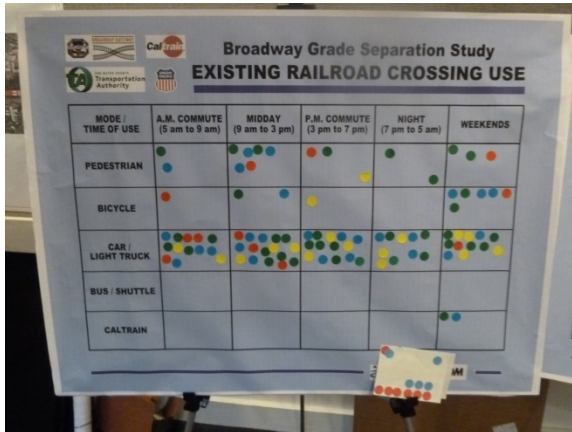 Caltrain
Transportation
Authority
Broadway Grade Separation Study
EXISTING RAILROAD CROSSING USE
MODE /
TIME OF USE
A.M. COMMUTE
(5 am to 9 am)
MIDDAY
(9 am to 3 pm)
P.M. COMMUTE
(3 pm to 7 pm)
NIGHT
(7 pm to 5 am)
WEEKENDS
PEDESTRIAN
BICYCLE
CAR /
LIGHT TRUCK
BUS / SHUTTLE
CALTRAIN